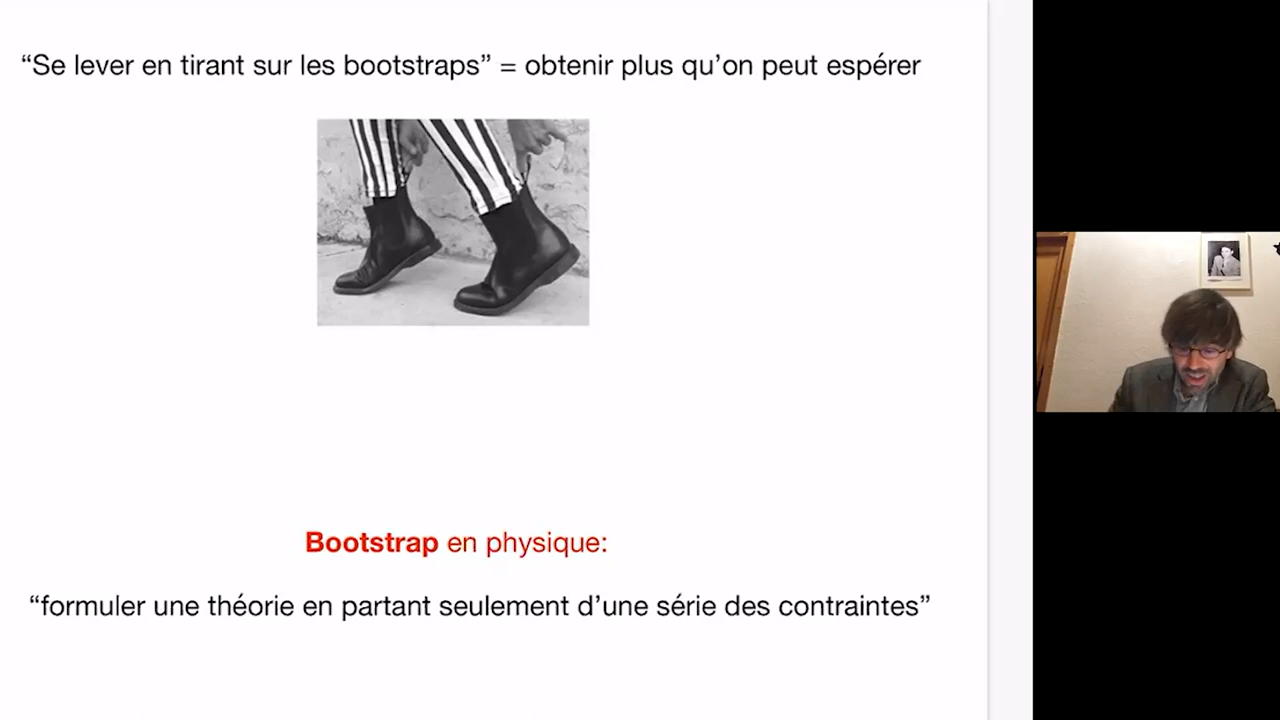 “Se lever en tirant sur les bootstraps” = obtenir plus qu’on peut espérer
Bootstrap en physique:
“formuler une théorie en partant seulement d’une série des contraintes”